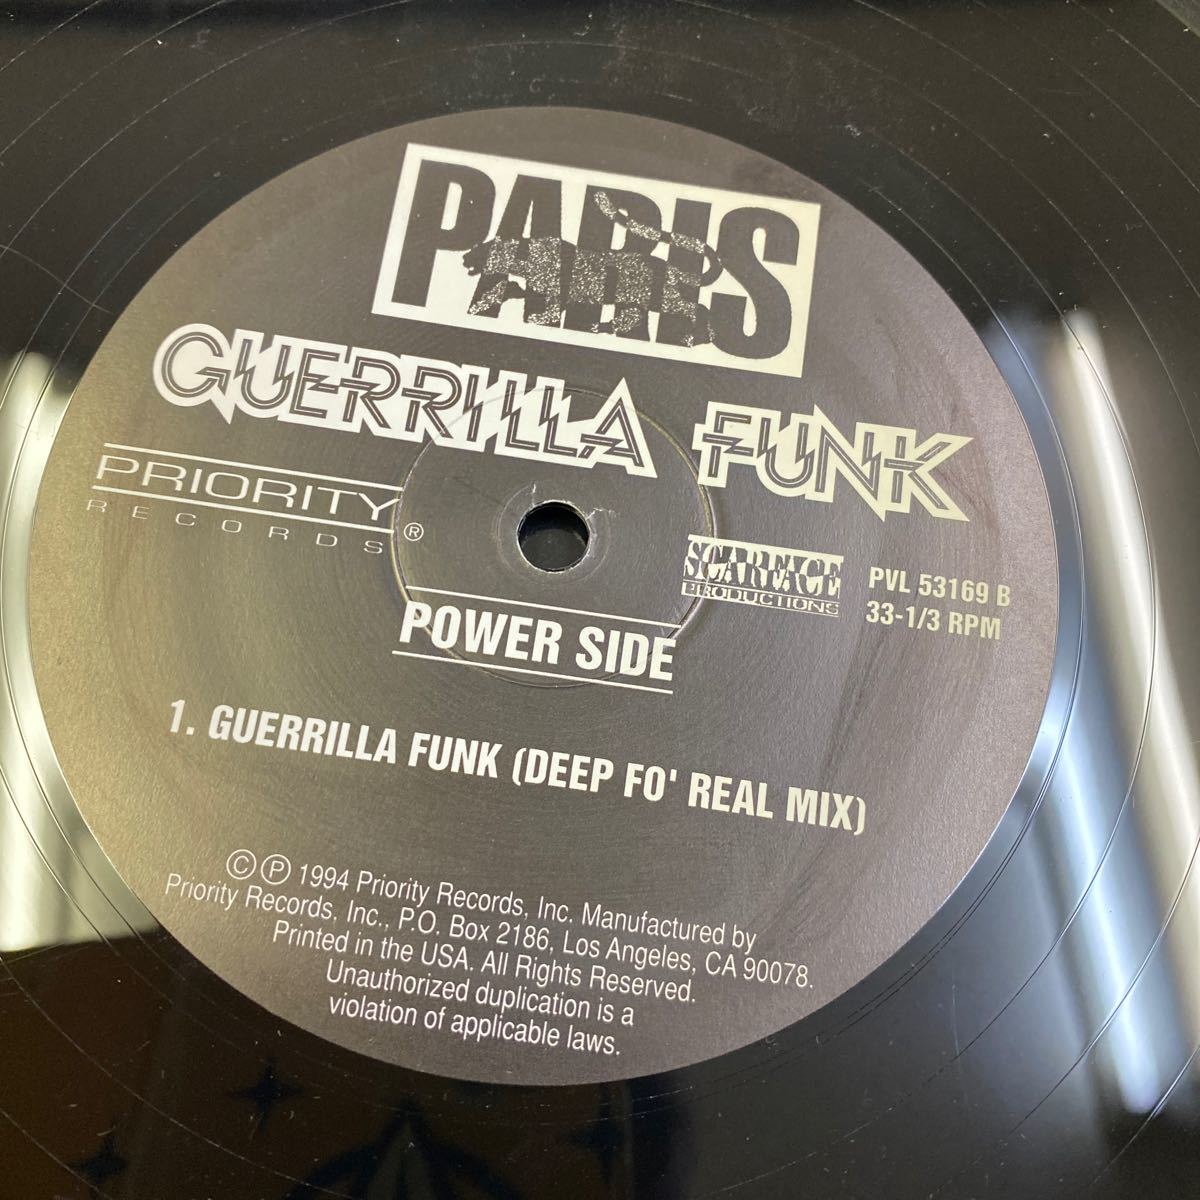 PARIS
GUERRILLA FUNK
PRIORITY
RECORDS ®
SCARFACE
PRODUCTIONS
PVL 53169 B
33-1/3 RPM
POWER SIDE
1. GUERRILLA FUNK (DEEP FO' REAL MIX)
© ℗ 1994 Priority Records, Inc. Manufactured by
Priority Records, Inc., P.O. Box 2186, Los Angeles, CA 90078.
Printed in the USA. All Rights Reserved.
Unauthorized duplication is a
violation of applicable laws.